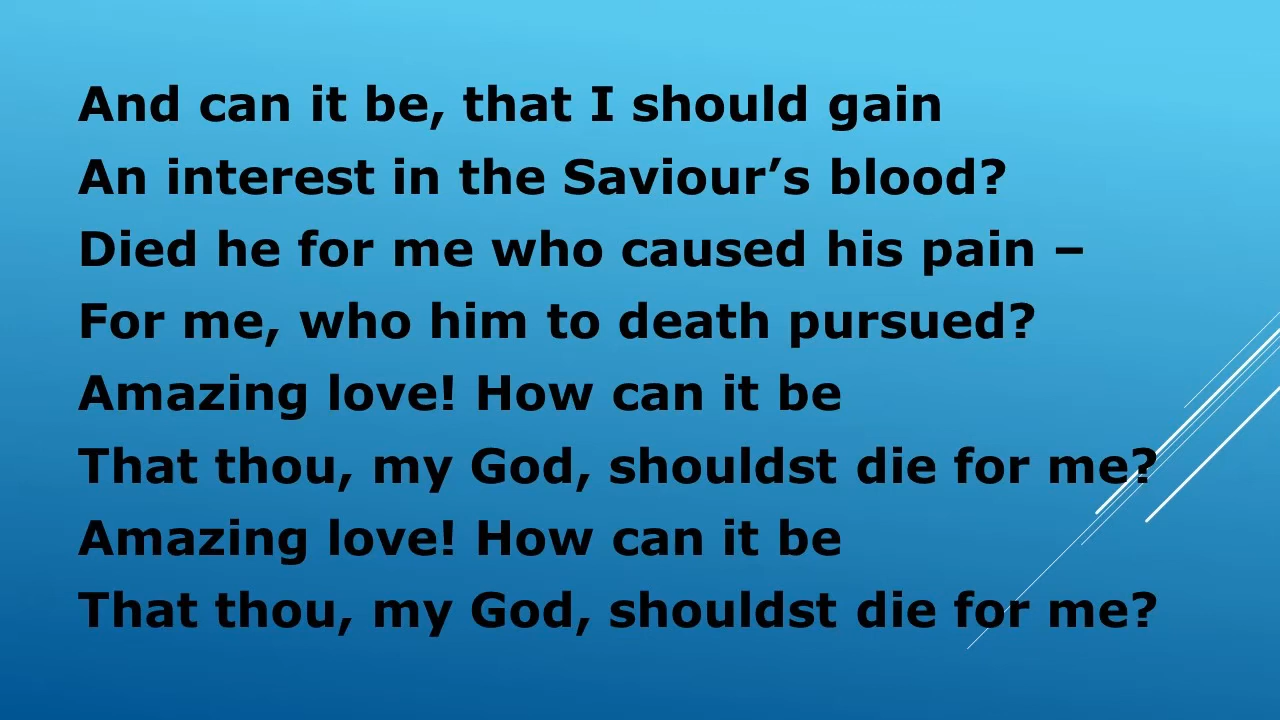 And can it be, that I should gain
An interest in the Saviour’s blood?
Died he for me who caused his pain –
For me, who him to death pursued?
Amazing love! How can it be
That thou, my God, shouldst die for me?
Amazing love! How can it be
That thou, my God, shouldst die for me?